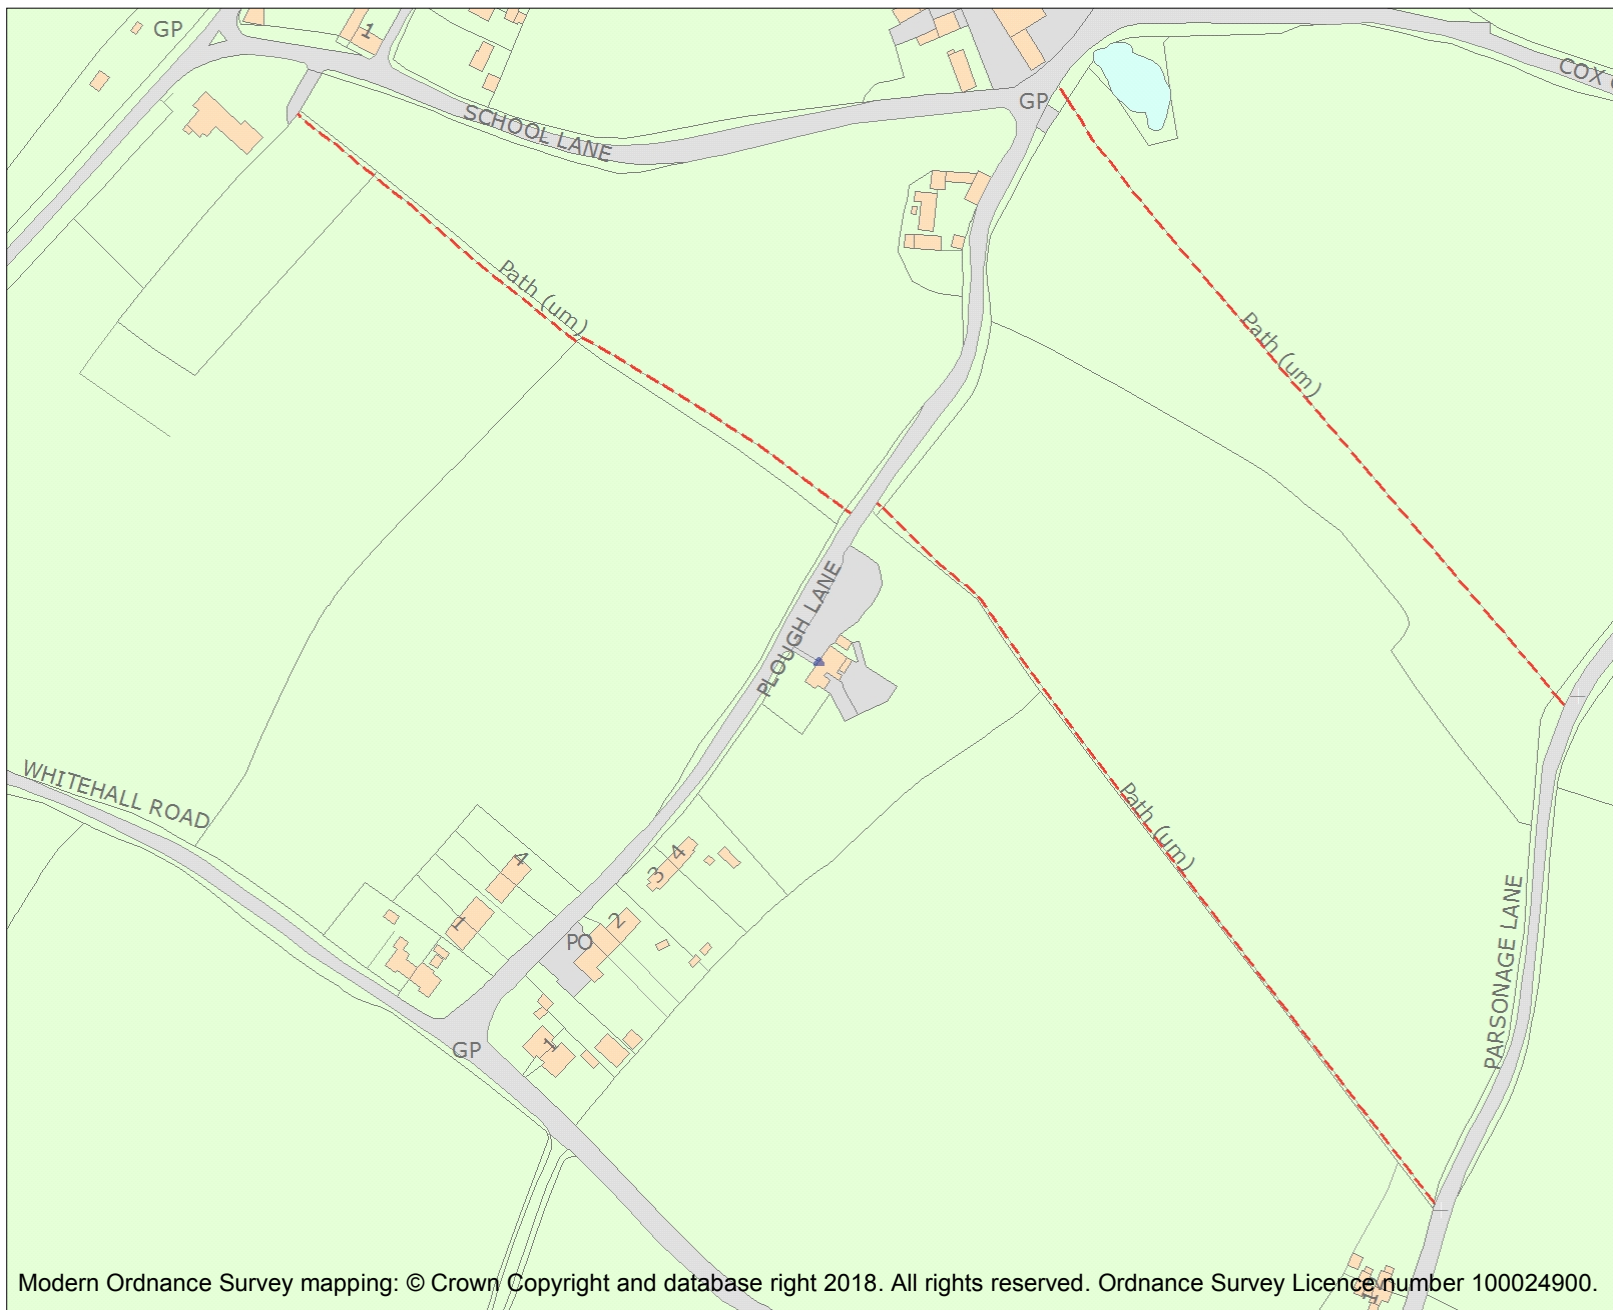 GP
1
COX
SCHOOL LANE
GP
Path (um)
Path (um)
PLOUGH LANE
WHITEHALL ROAD
Path (um)
4
3 4
1
2
PO
PARSONAGE LANE
GP
1
Modern Ordnance Survey mapping: © Crown Copyright and database right 2018. All rights reserved. Ordnance Survey Licence number 100024900.